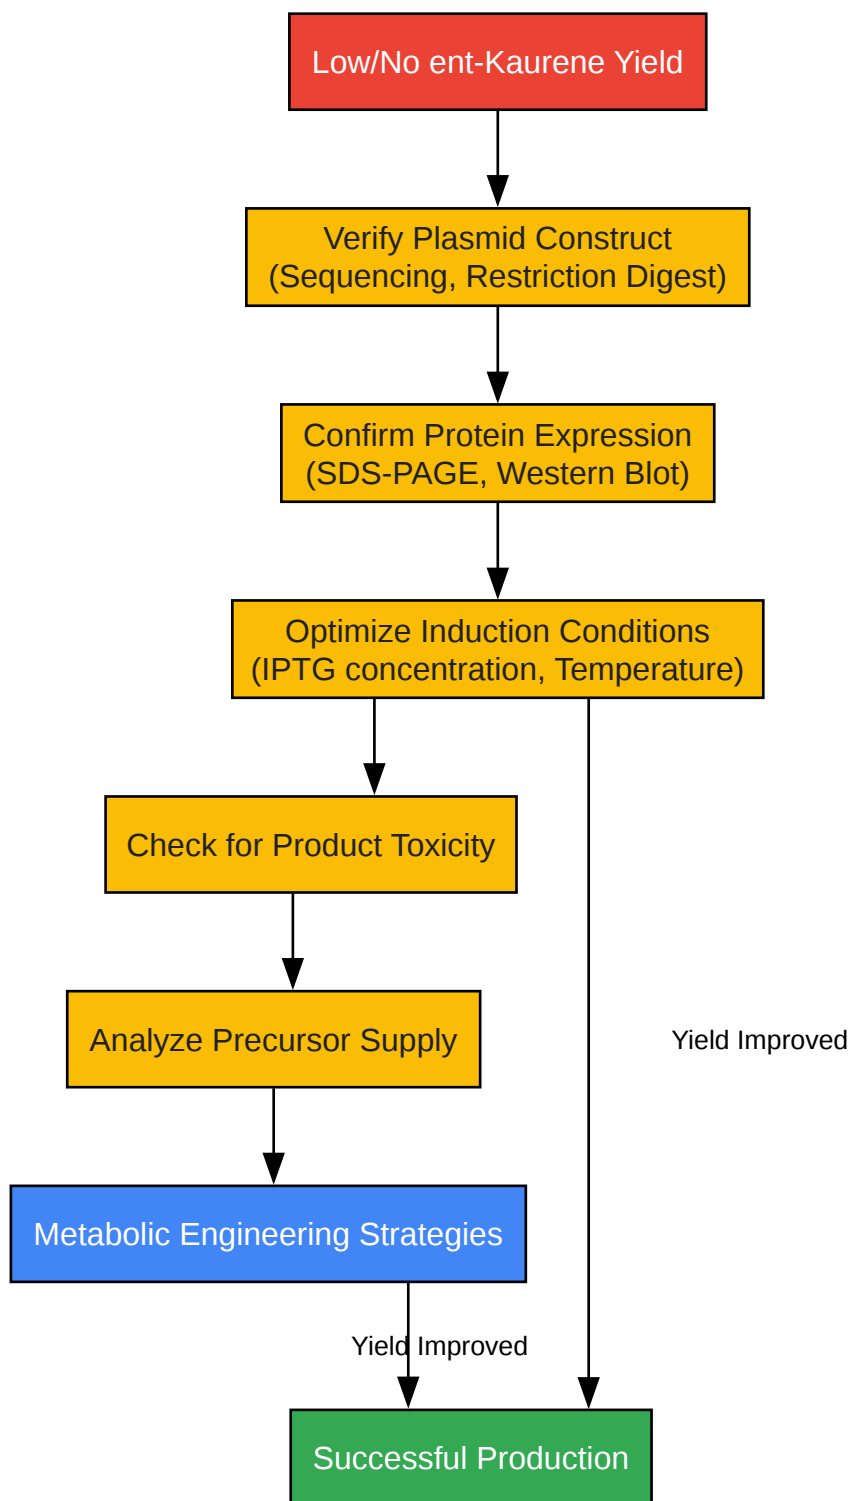 Low/No ent-Kaurene Yield
Verify Plasmid Construct
(Sequencing, Restriction Digest)
Confirm Protein Expression
(SDS-PAGE, Western Blot)
Optimize Induction Conditions
(IPTG concentration, Temperature)
Check for Product Toxicity
Analyze Precursor Supply
Yield Improved
Metabolic Engineering Strategies
Yield Improved
Successful Production